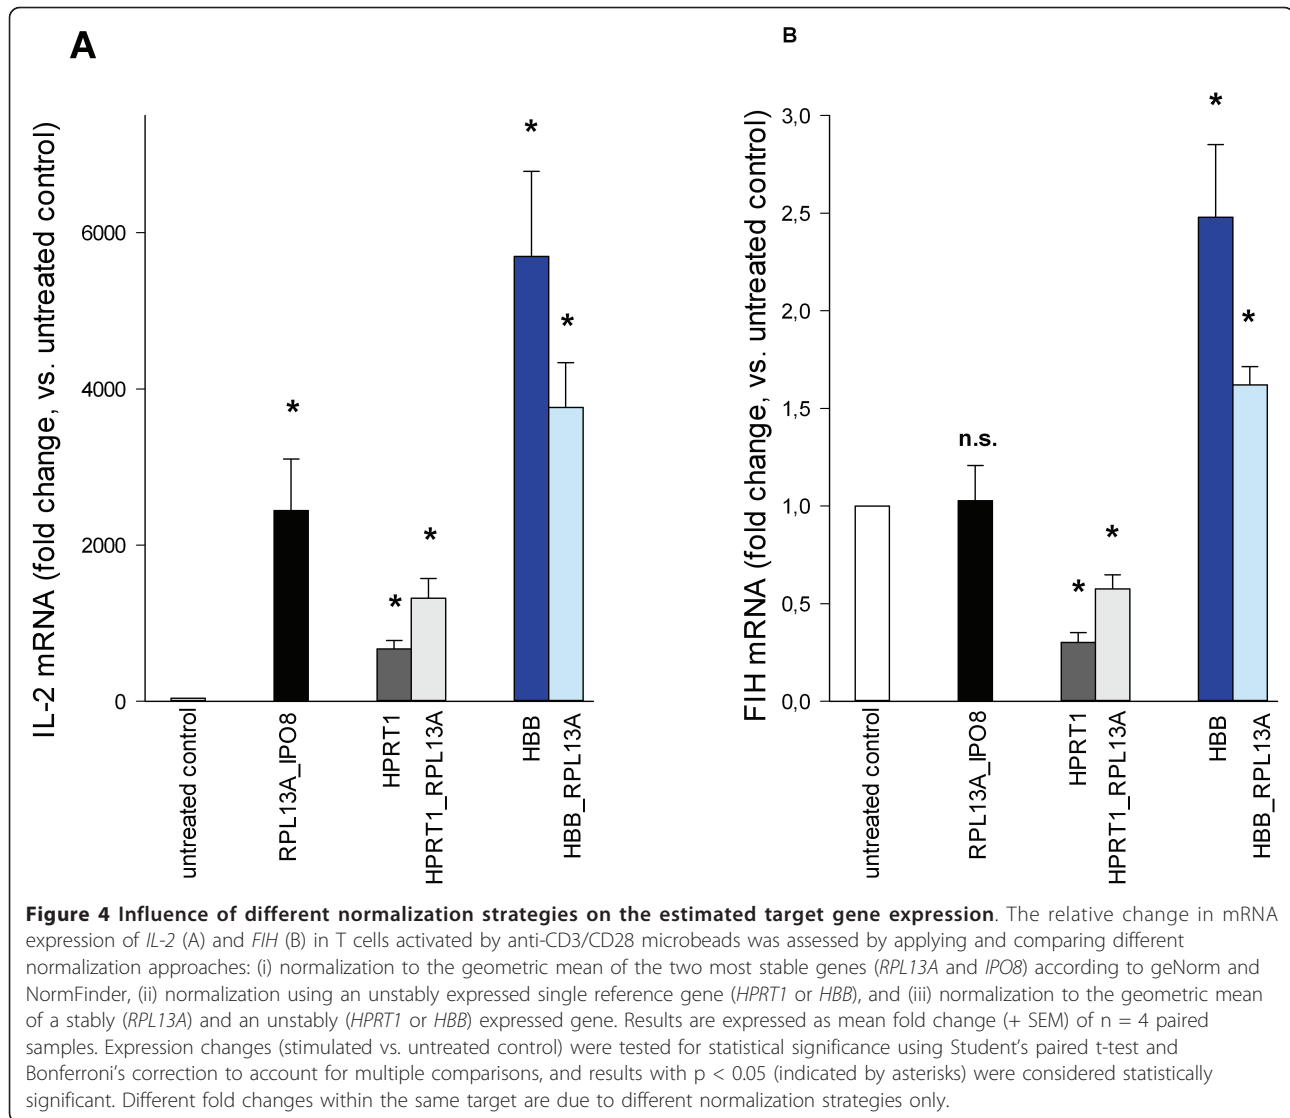 A
IL-2 mRNA (fold change, vs. untreated control)
6000
4000
2000
0
*
*
*
*
*
untreated control
RPL13A_IPO8
HPRT1
HPRT1_RPL13A
HBB
HBB_RPL13A
B
FIH mRNA (fold change, vs. untreated control)
3,0
2,5
2,0
1,5
1,0
0,5
0,0
n.s.
*
*
*
*
untreated control
RPL13A_IPO8
HPRT1
HPRT1_RPL13A
HBB
HBB_RPL13A
Figure 4 Influence of different normalization strategies on the estimated target gene expression. The relative change in mRNA
expression of IL-2 (A) and FIH (B) in T cells activated by anti-CD3/CD28 microbeads was assessed by applying and comparing different
normalization approaches: (i) normalization to the geometric mean of the two most stable genes (RPL13A and IPO8) according to geNorm and
NormFinder, (ii) normalization using an unstably expressed single reference gene (HPRT1 or HBB), and (iii) normalization to the geometric mean
of a stably (RPL13A) and an unstably (HPRT1 or HBB) expressed gene. Results are expressed as mean fold change (+ SEM) of n = 4 paired
samples. Expression changes (stimulated vs. untreated control) were tested for statistical significance using Student's paired t-test and
Bonferroni's correction to account for multiple comparisons, and results with p < 0.05 (indicated by asterisks) were considered statistically
significant. Different fold changes within the same target are due to different normalization strategies only.